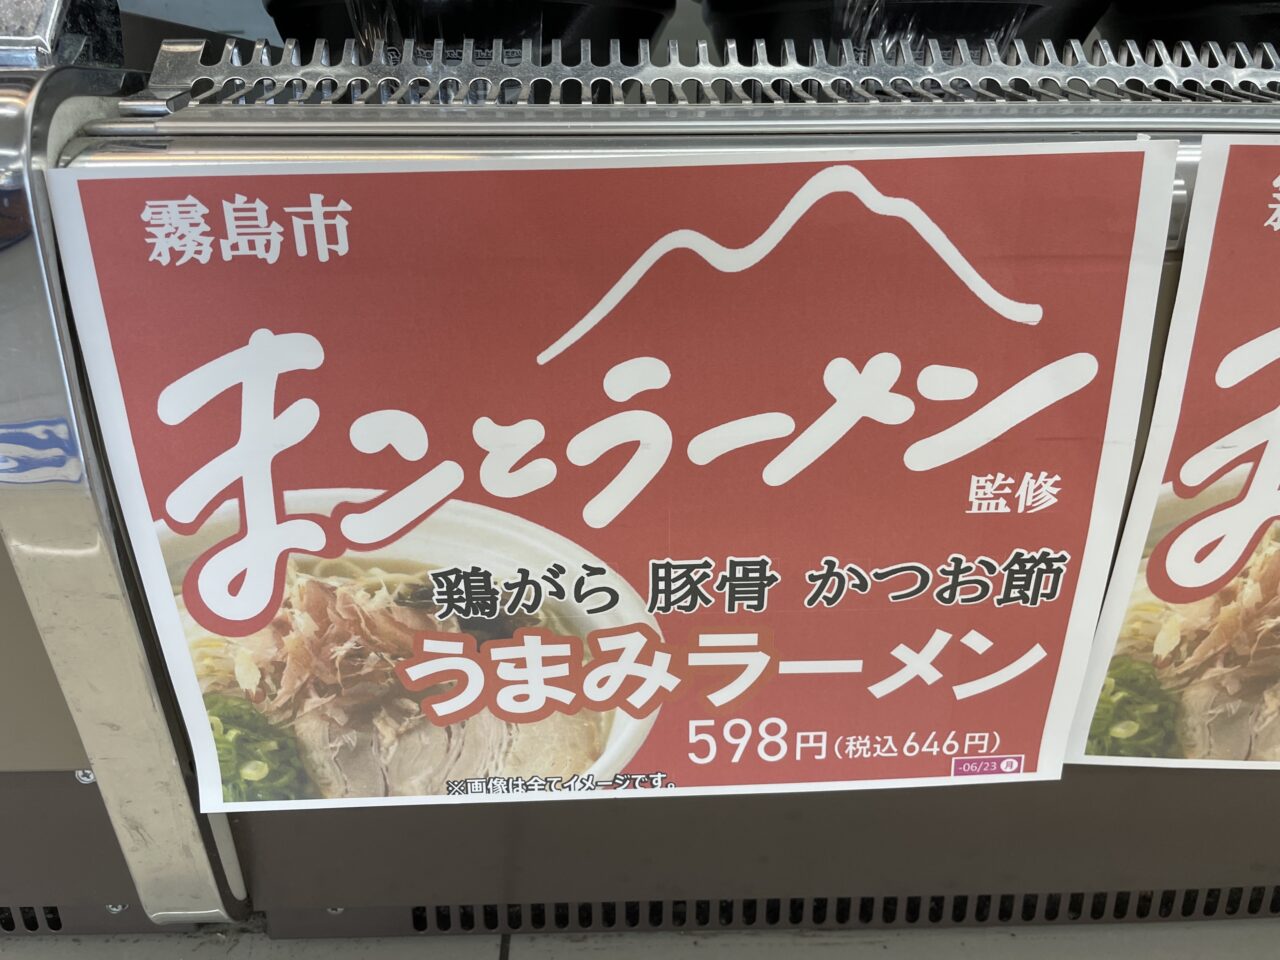 霧島市
まことラーメン
監修
鶏がら 豚骨 かつお節
うまみラーメン
598円(税込646円)
-06/23 月
※画像は全てイメージです。